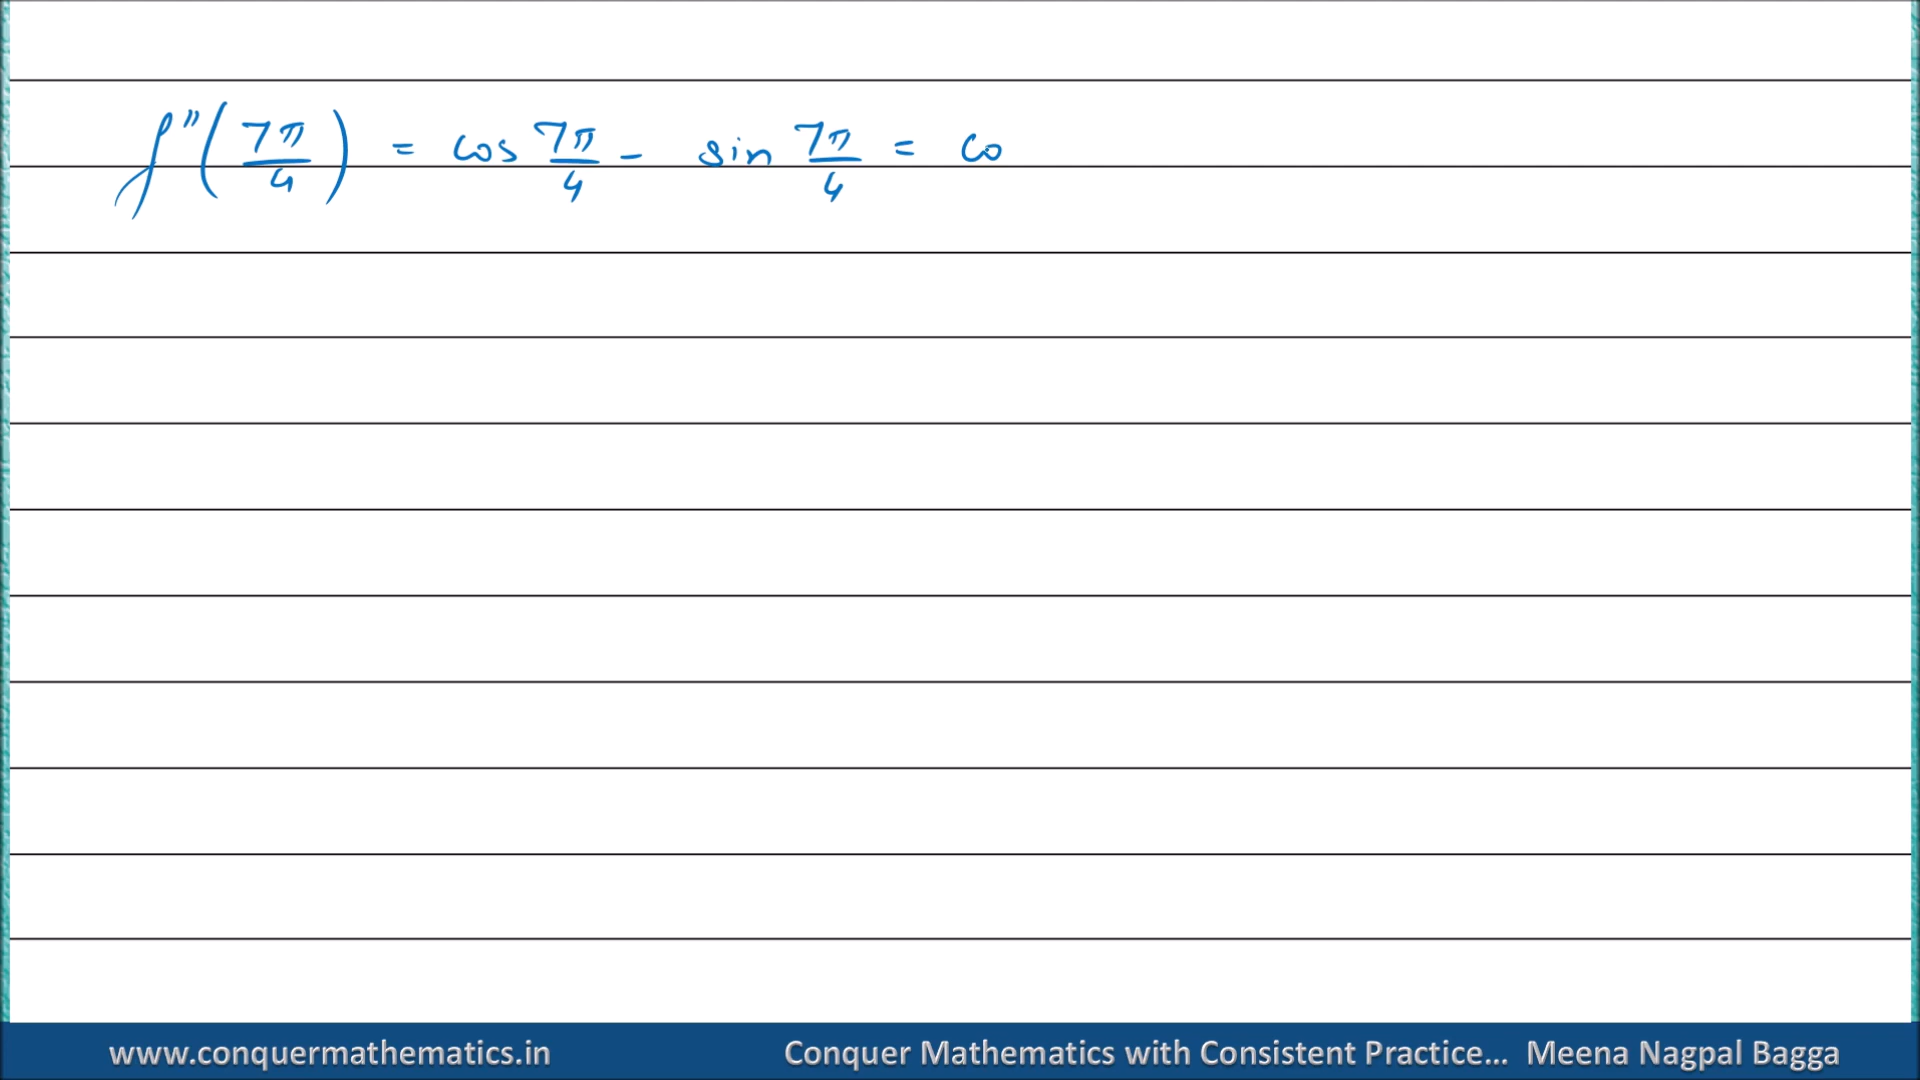 f''(7π/4) = cos 7π/4 - sin 7π/4 = co
www.conquermathematics.in Conquer Mathematics with Consistent Practice... Meena Nagpal Bagga